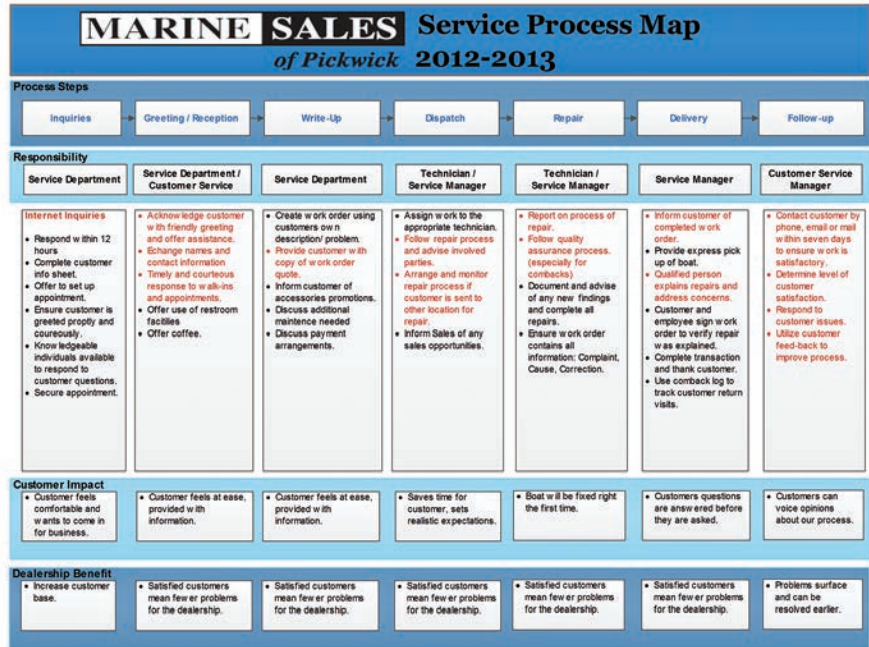 MARINE SALES Service Process Map
of Pickwick 2012-2013
Process Steps
Inquiries
Greeting / Reception
Write-Up
Dispatch
Repair
Delivery
Follow-up
Responsibility
Service Department
Service Department /
Customer Service
Service Department
Technician /
Service Manager
Technician /
Service Manager
Service Manager
Customer Service
Manager
Internet Inquiries
• Respond within 12
hours
• Complete customer
info sheet.
• Offer to set up
appointment.
• Ensure customer is
greeted proptly and
coureously.
• Knowledgeable
individuals available
to respond to
customer questions.
• Secure appointment.
• Acknowledge customer
with friendly greeting
and offer assistance.
• Echange names and
contact information
• Timely and courteous
response to walk-ins
and appointments.
• Offer use of restroom
facitilies
• Offer coffee.
• Create work order using
customers own
description/ problem.
• Provide customer with
copy of work order
quote.
• Inform customer of
accessories promotions.
• Discuss additional
maintence needed
• Discuss payment
arrangements.
• Assign work to the
appropriate technician.
• Follow repair process
and advise involved
parties.
• Arrange and monitor
repair process if
customer is sent to
other location for
repair.
• Inform Sales of any
sales opportunities.
• Report on process of
repair.
• Follow quality
assurance process.
(especially for
combacks)
• Document and advise
of any new findings
and complete all
repairs.
• Ensure work order
contains all
information: Complaint,
Cause, Correction.
• Inform customer of
completed work
order.
• Provide express pick
up of boat.
• Qualified person
explains repairs and
address concerns.
• Customer and
employee sign work
order to verify repair
was explained.
• Complete transaction
and thank customer.
• Use comback log to
track customer return
visits.
• Contact customer by
phone, email or mail
within seven days
to ensure work is
satisfactory.
• Determine level of
customer
satisfaction.
• Respond to
customer issues.
• Utilize customer
feed-back to
improve process.
Customer Impact
• Customer feels
comfortable and
wants to come in
for business.
• Customer feels at ease,
provided with
information.
• Customer feels at ease,
provided with
information.
• Saves time for
customer, sets
realistic expectations.
• Boat will be fixed right
the first time.
• Customers questions
are answered before
they are asked.
• Customers can
voice opinions
about our process.
Dealership Benefit
• Increase customer
base.
• Satisfied customers
mean fewer problems
for the dealership.
• Satisfied customers
mean fewer problems
for the dealership.
• Satisfied customers
mean fewer problems
for the dealership.
• Satisfied customers
mean fewer problems
for the dealership.
• Satisfied customers
mean fewer problems
for the dealership.
• Problems surface
and can be
resolved earlier.